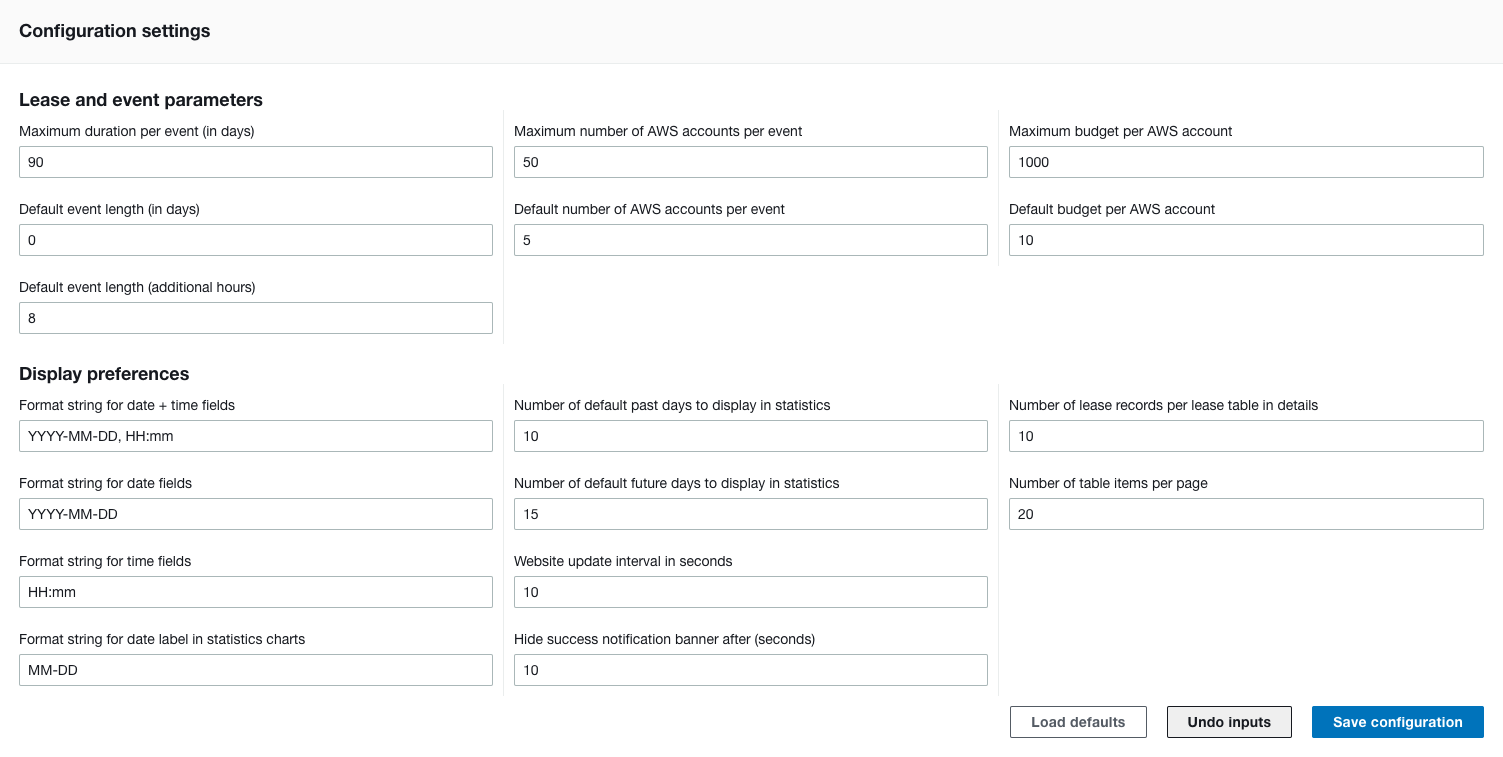 Configuration settings
Lease and event parameters
Maximum duration per event (in days)
90
Maximum number of AWS accounts per event
50
Maximum budget per AWS account
1000
Default event length (in days)
0
Default number of AWS accounts per event
5
Default budget per AWS account
10
Default event length (additional hours)
8
Display preferences
Format string for date + time fields
YYYY-MM-DD, HH:mm
Number of default past days to display in statistics
10
Number of lease records per lease table in details
10
Format string for date fields
YYYY-MM-DD
Number of default future days to display in statistics
15
Number of table items per page
20
Format string for time fields
HH:mm
Website update interval in seconds
10
Format string for date label in statistics charts
MM-DD
Hide success notification banner after (seconds)
10
Load defaults
Undo inputs
Save configuration